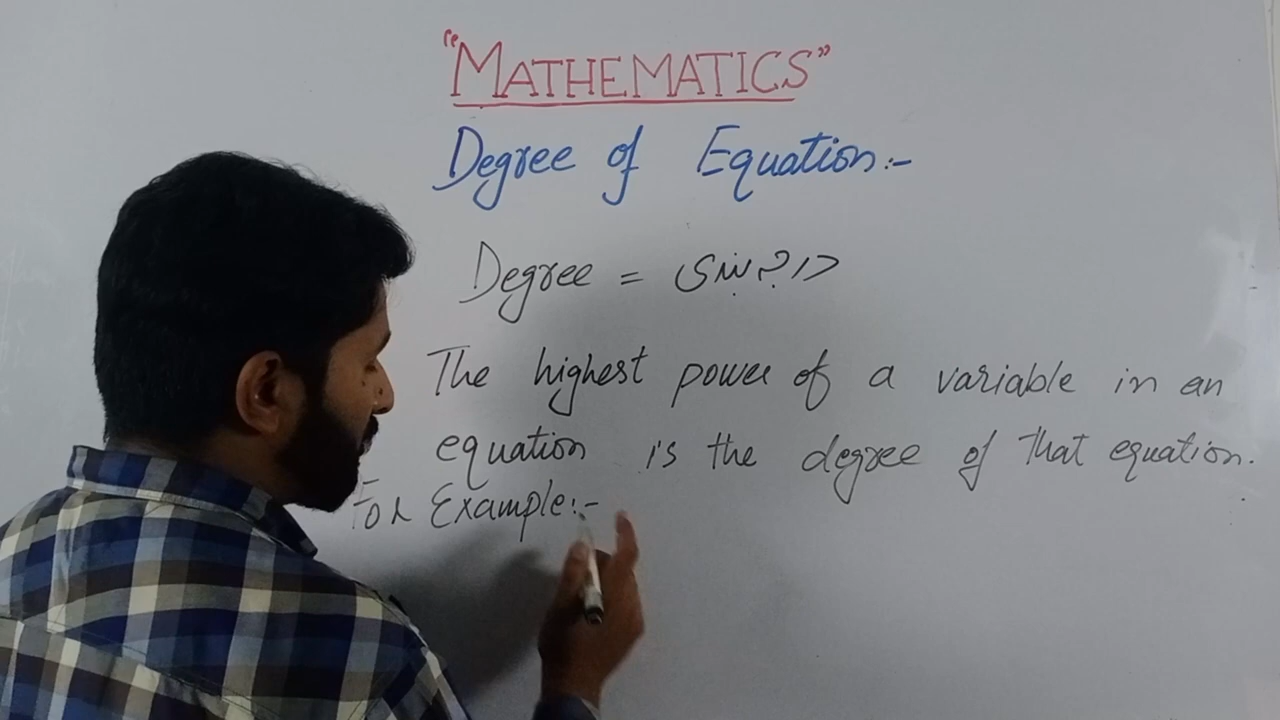 "MATHEMATICS"
Degree of Equation:-
Degree =
The highest power of a variable in an
equation is the degree of that equation.
For Example:-